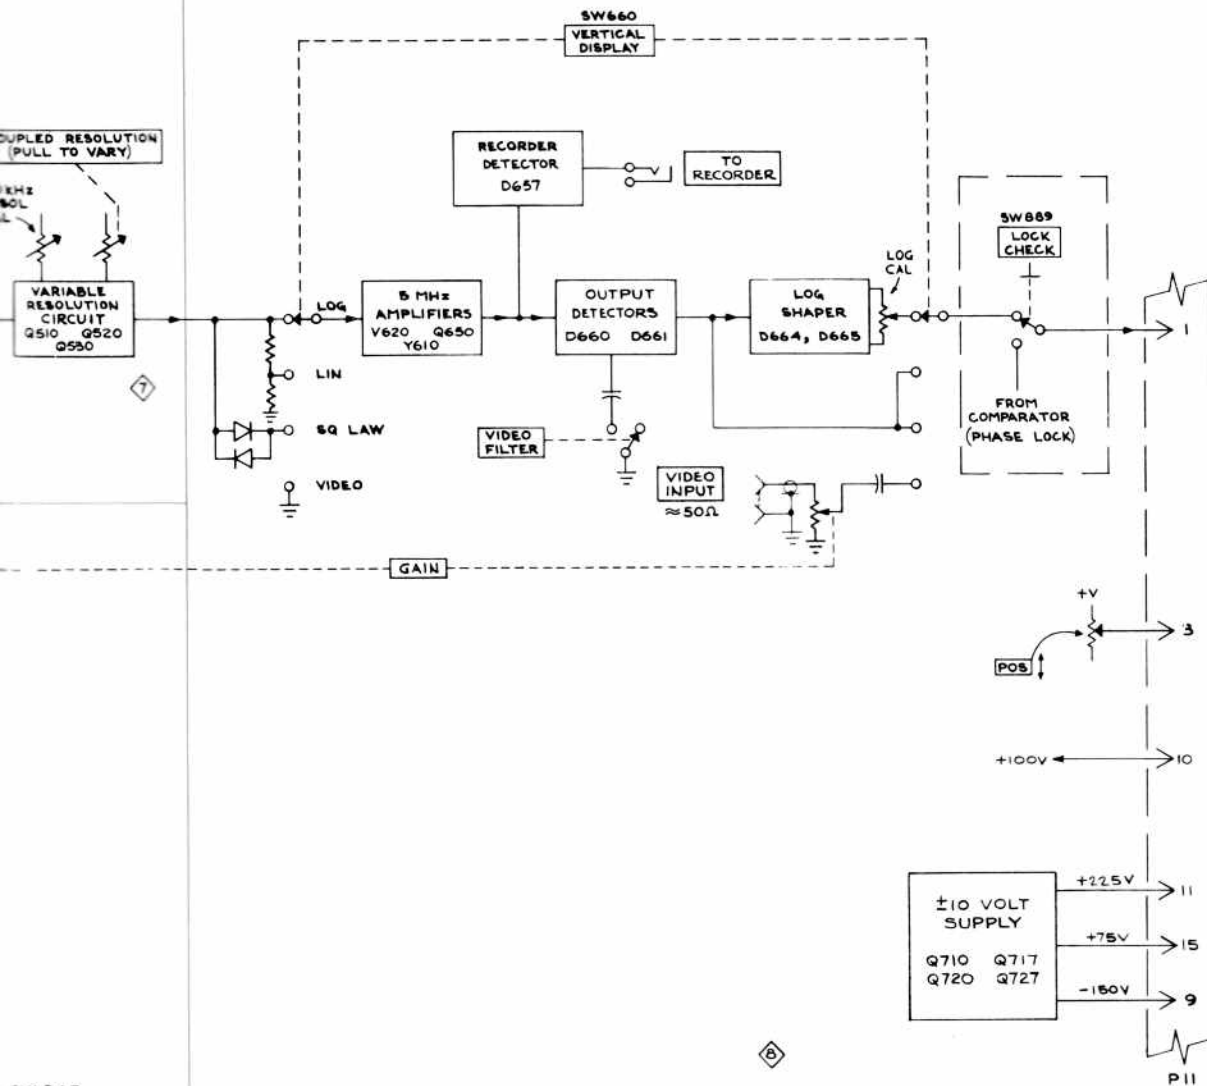 SW660
VERTICAL
DISPLAY
COUPLED RESOLUTION
(PULL TO VARY)
RECORDER
DETECTOR
D657
TO
RECORDER
kHz
SW889
LOCK
CHECK
VARIABLE
RESOLUTION
CIRCUIT
Q510 Q520
Q530
LOG
5 MHz
AMPLIFIERS
V620 Q650
Y610
OUTPUT
DETECTORS
D660 D661
LOG
SHAPER
D664, D665
LOG
CAL
1
7
LIN
SQ LAW
VIDEO
VIDEO
FILTER
VIDEO
INPUT
≈50Ω
FROM
COMPARATOR
(PHASE LOCK)
GAIN
+V
3
POS
+100V
10
±10 VOLT
SUPPLY
Q710 Q717
Q720 Q727
+225V
11
+75V
15
-150V
9
8
P11